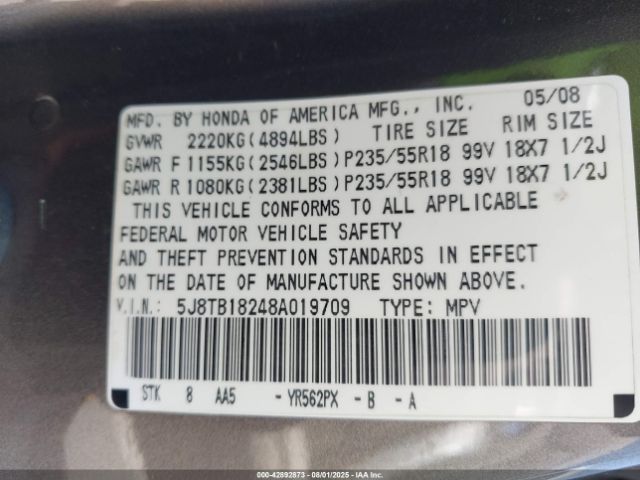 MFD. BY HONDA OF AMERICA MFG., INC. 05/08
GVWR 2220KG(4894LBS) TIRE SIZE RIM SIZE
GAWR F 1155KG(2546LBS) P235/55R18 99V 18X7 1/2J
GAWR R 1080KG(2381LBS) P235/55R18 99V 18X7 1/2J
THIS VEHICLE CONFORMS TO ALL APPLICABLE
FEDERAL MOTOR VEHICLE SAFETY
AND THEFT PREVENTION STANDARDS IN EFFECT
ON THE DATE OF MANUFACTURE SHOWN ABOVE.
V.I.N.: 5J8TB18248A019709 TYPE: MPV
STK 8 AA5 -YR562PX -B -A
000-42892873 - 08/01/2025 - IAA Corp.